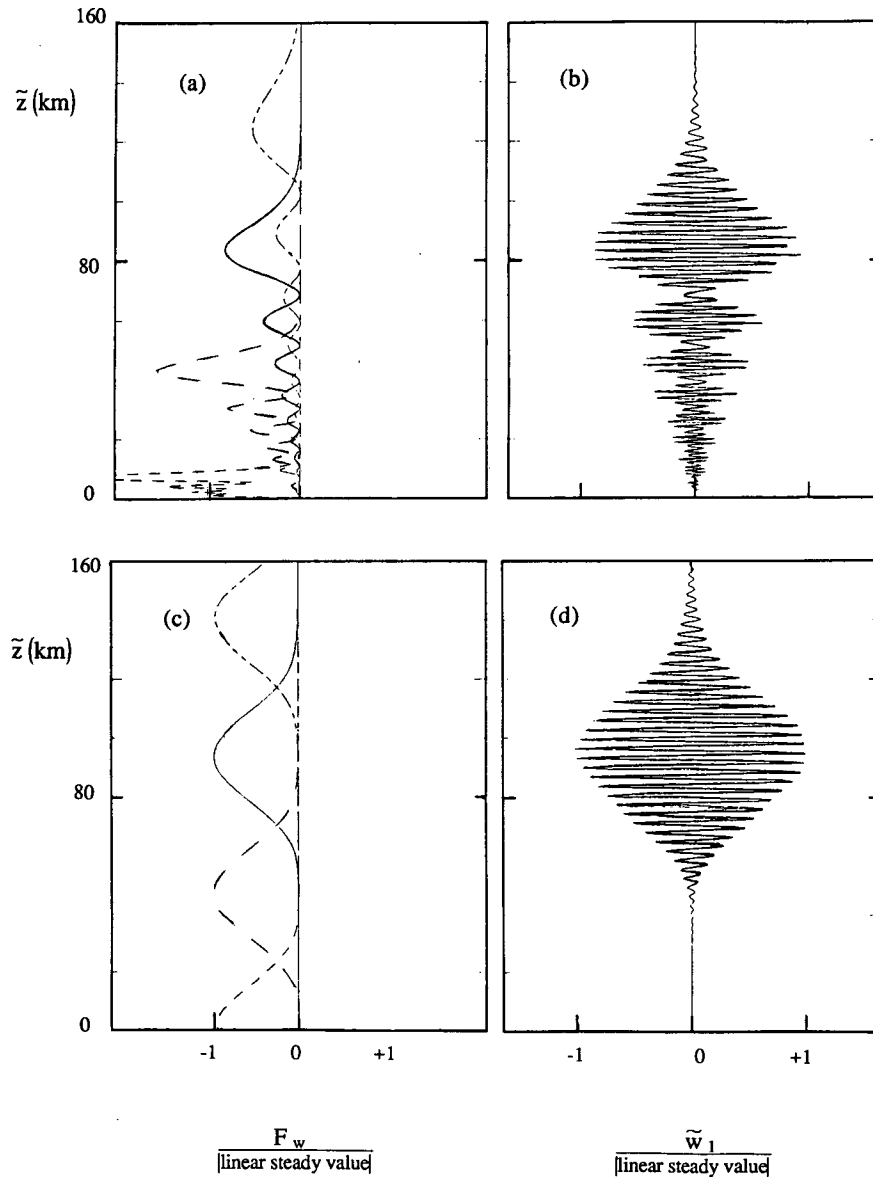 160
(a)
(b)
z̃ (km)
80
0
160
(c)
(d)
z̃ (km)
80
0
-1
0
+1
-1
0
+1
F w
|linear steady value|
w̃ 1
|linear steady value|